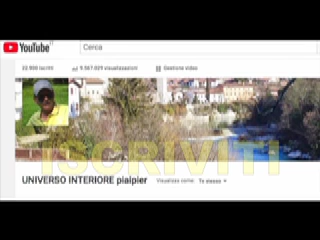 YouTube IT
Cerca
23.900 iscritti 9.567.029 visualizzazioni Gestione video
ISCRIVITI
UNIVERSO INTERIORE pialpier Visualizza come: Te stesso